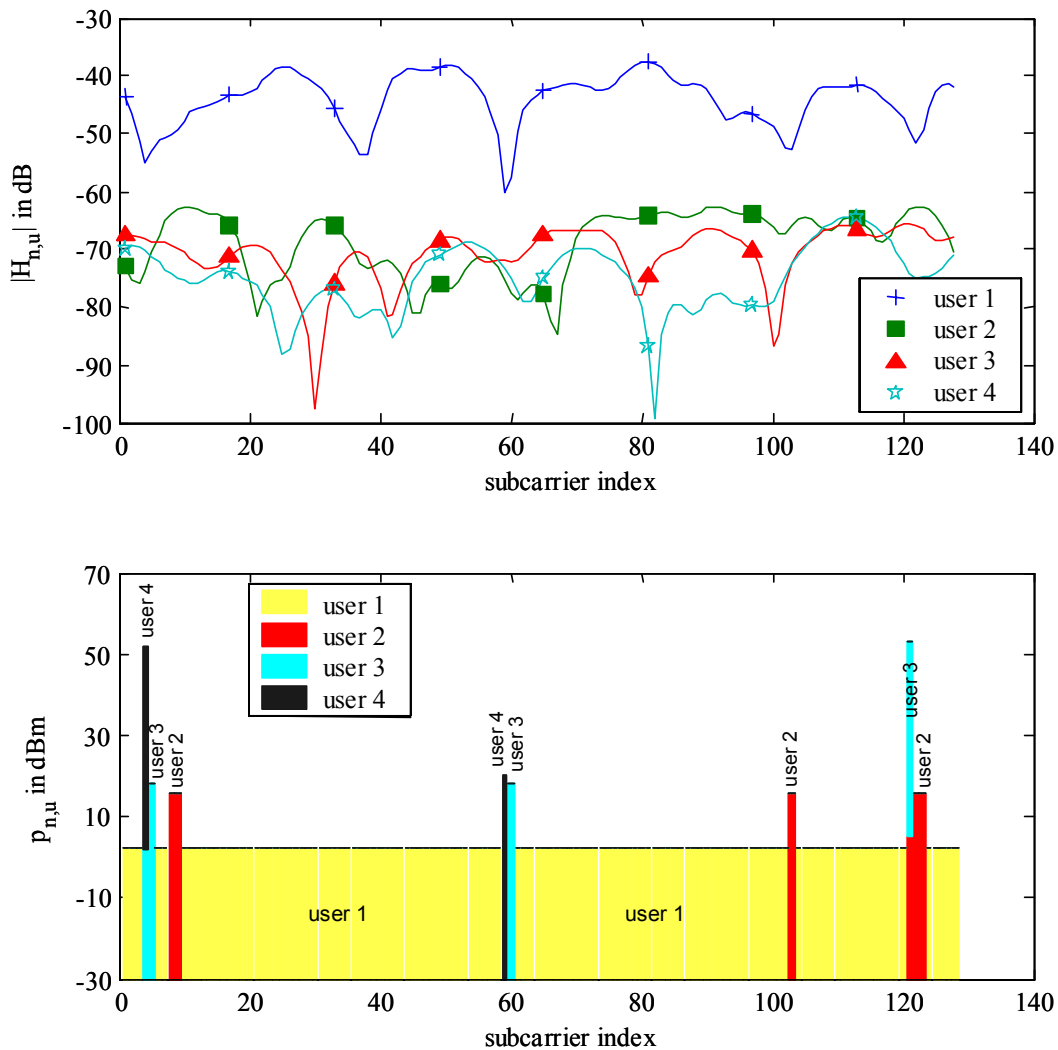 -30
-40
-50
-60
-70
-80
-90
-100
|H_{n,u}| in dB
0 20 40 60 80 100 120 140
subcarrier index
user 1
user 2
user 3
user 4
70
50
30
10
-10
-30
p_{n,u} in dBm
user 1
user 2
user 3
user 4
user 4
user 3
user 2
user 4
user 3
user 2
user 3
user 2
user 1
user 1
0 20 40 60 80 100 120 140
subcarrier index